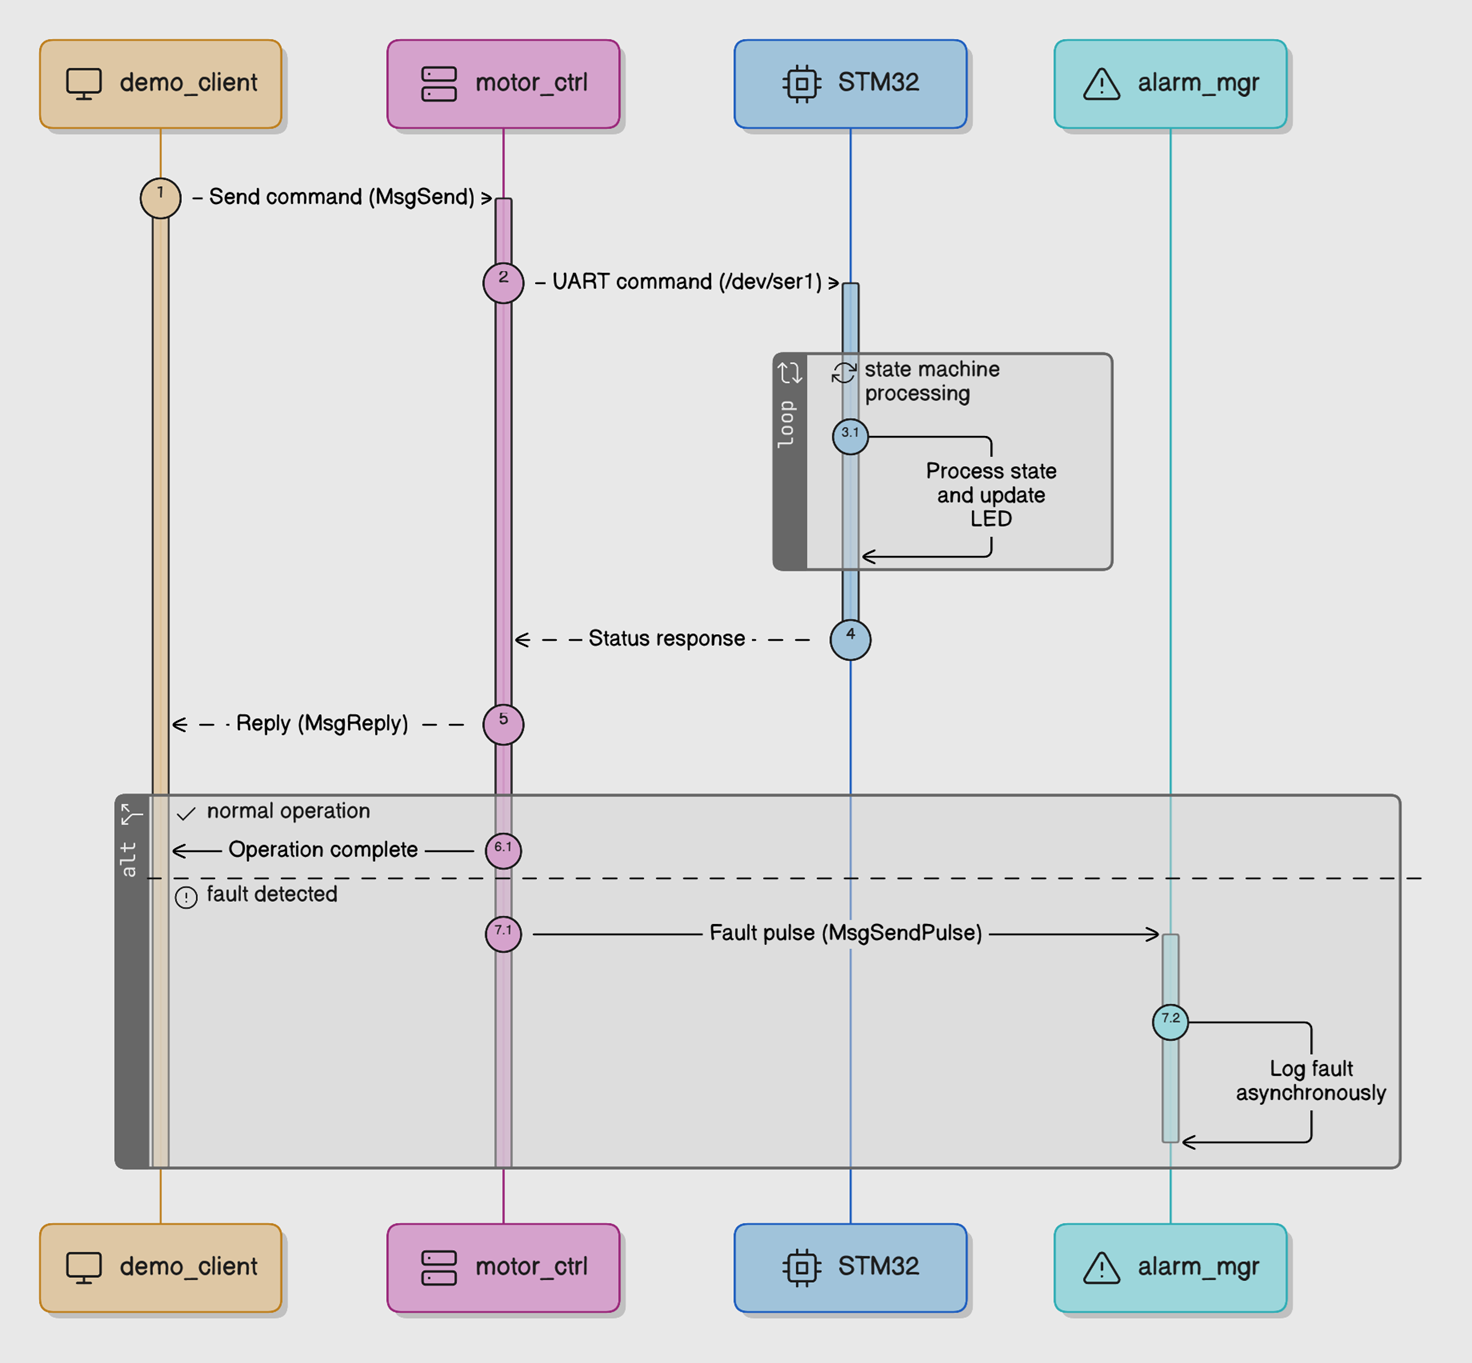 demo_client
motor_ctrl
STM32
alarm_mgr
1
Send command (MsgSend)
2
UART command (/dev/ser1)
loop
state machine
processing
3.1
Process state
and update
LED
4
Status response
5
Reply (MsgReply)
alt
normal operation
6.1
Operation complete
fault detected
7.1
Fault pulse (MsgSendPulse)
7.2
Log fault
asynchronously
demo_client
motor_ctrl
STM32
alarm_mgr